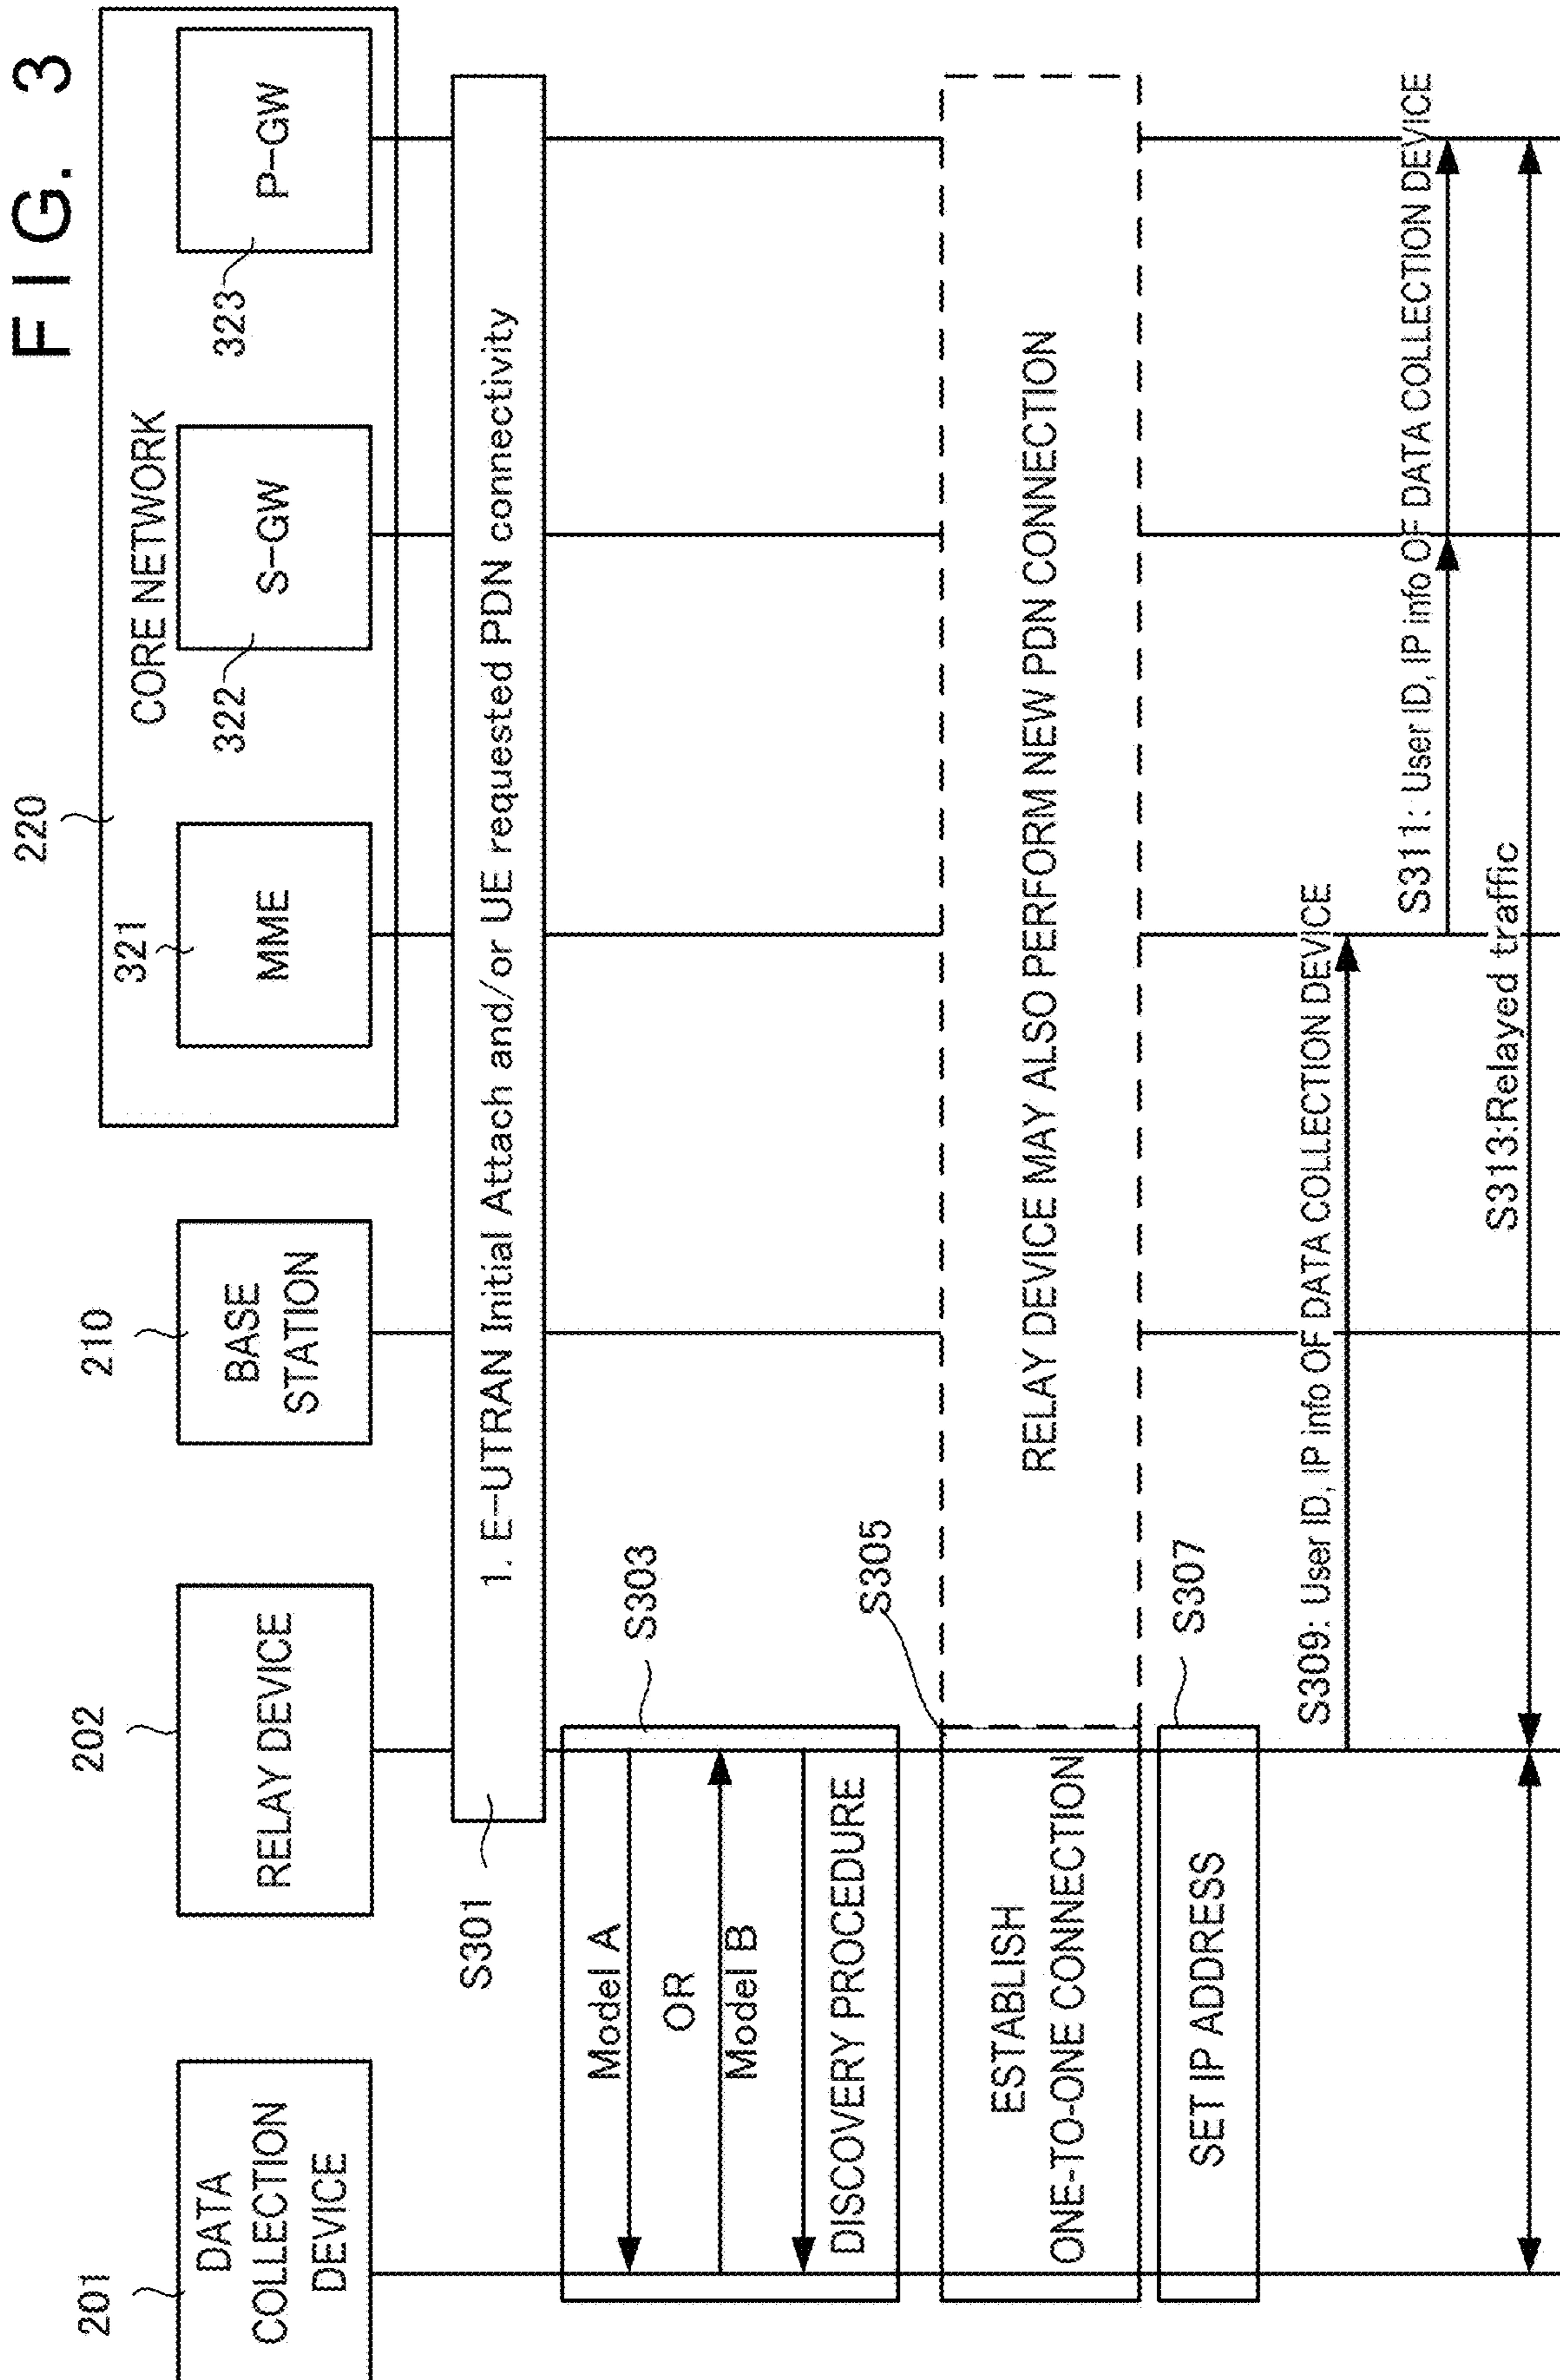 FIG. 3
220
CORE NETWORK
201
DATA
COLLECTION
DEVICE
202
RELAY DEVICE
210
BASE
STATION
321
MME
322
S-GW
323
P-GW
S301
1. E-UTRAN Initial Attach and/or UE requested PDN connectivity
S303
Model A
OR
Model B
DISCOVERY PROCEDURE
S305
ESTABLISH
ONE-TO-ONE CONNECTION
RELAY DEVICE MAY ALSO PERFORM NEW PDN CONNECTION
S307
SET IP ADDRESS
S309: User ID, IP info OF DATA COLLECTION DEVICE
S311: User ID, IP info OF DATA COLLECTION DEVICE
S313:Relayed traffic